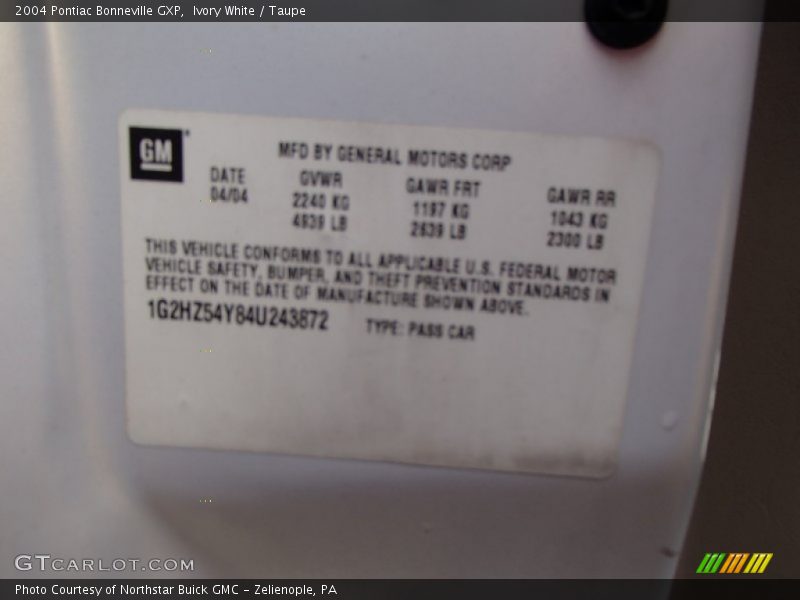 2004 Pontiac Bonneville GXP, Ivory White / Taupe
GM
MFD BY GENERAL MOTORS CORP
DATE GVWR GAWR FRT GAWR RR
04/04 2240 KG 1197 KG 1043 KG
4939 LB 2639 LB 2300 LB
THIS VEHICLE CONFORMS TO ALL APPLICABLE U.S. FEDERAL MOTOR
VEHICLE SAFETY, BUMPER, AND THEFT PREVENTION STANDARDS IN
EFFECT ON THE DATE OF MANUFACTURE SHOWN ABOVE.
1G2HZ54Y84U243872 TYPE: PASS CAR
GTCARLOT.COM
Photo Courtesy of Northstar Buick GMC - Zelienople, PA